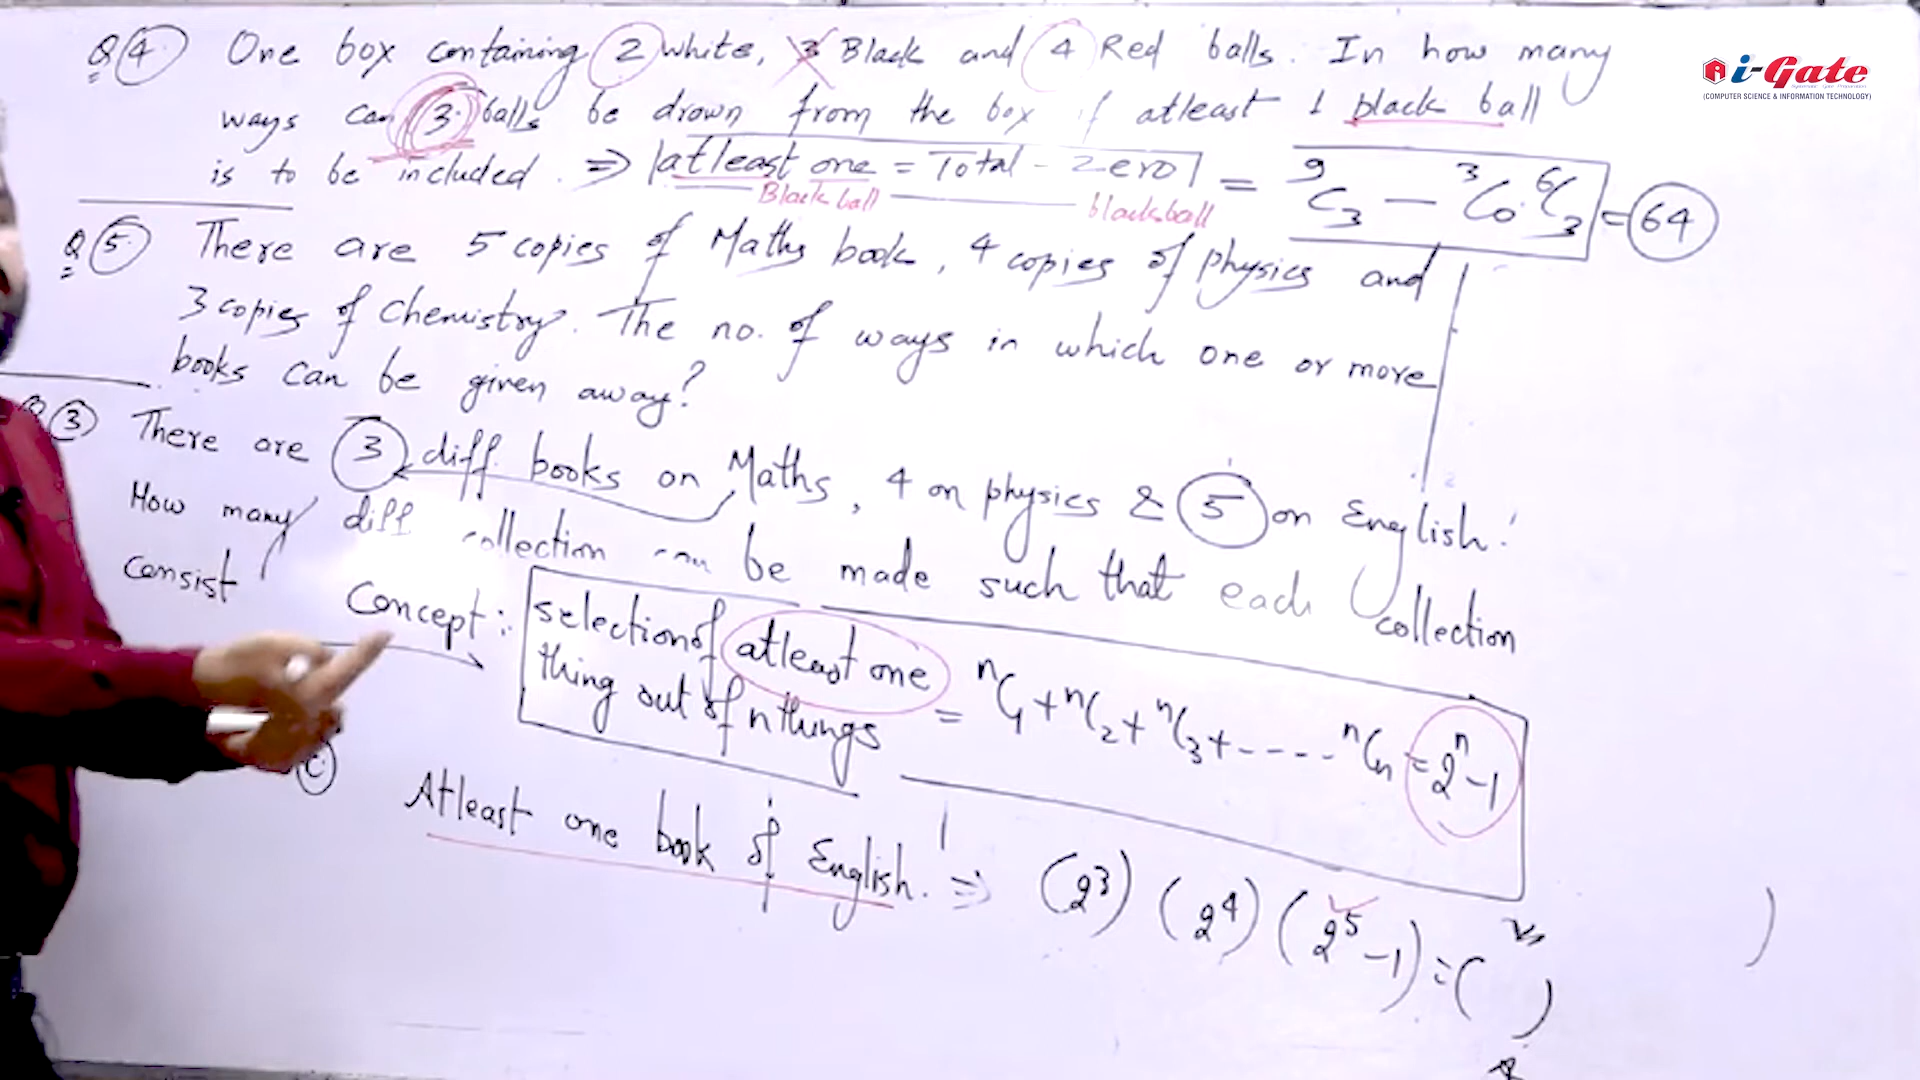 Q 4 One box containing 2 white, 3 Black and 4 Red balls. In how many
ways can 3 balls be drown from the box if atleast 1 black ball
is to be included. ⇒ atleast one = Total - Zero = ⁹C₃ — ³C₀·⁶C₃ = 64
Black ball blackball
Q 5 There are 5 copies of Maths book, 4 copies of physics and
3 copies of Chemistry. The no. of ways in which one or more
books can be given away?
Q 3 There are 3 diff. books on Maths, 4 on physics & 5 on English.
How many diff collection can be made such that each collection
consist
Concept: selection of atleast one thing out of n things = ⁿC₁ + ⁿC₂ + ⁿC₃ + ---- ⁿCₙ = 2ⁿ-1
C Atleast one book of English. ⇒ (2³) (2⁴) (2⁵-1) = ( )
i-Gate
(COMPUTER SCIENCE & INFORMATION TECHNOLOGY)